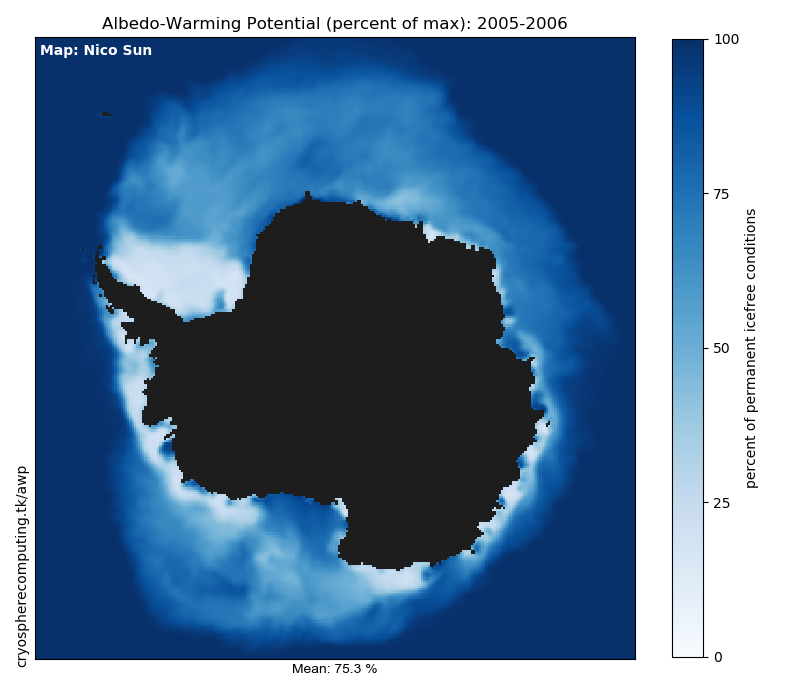 Albedo-Warming Potential (percent of max): 2005-2006
Map: Nico Sun
100
75
50
25
0
percent of permanent icefree conditions
cryospherecomputing.tk/awp
Mean: 75.3 %